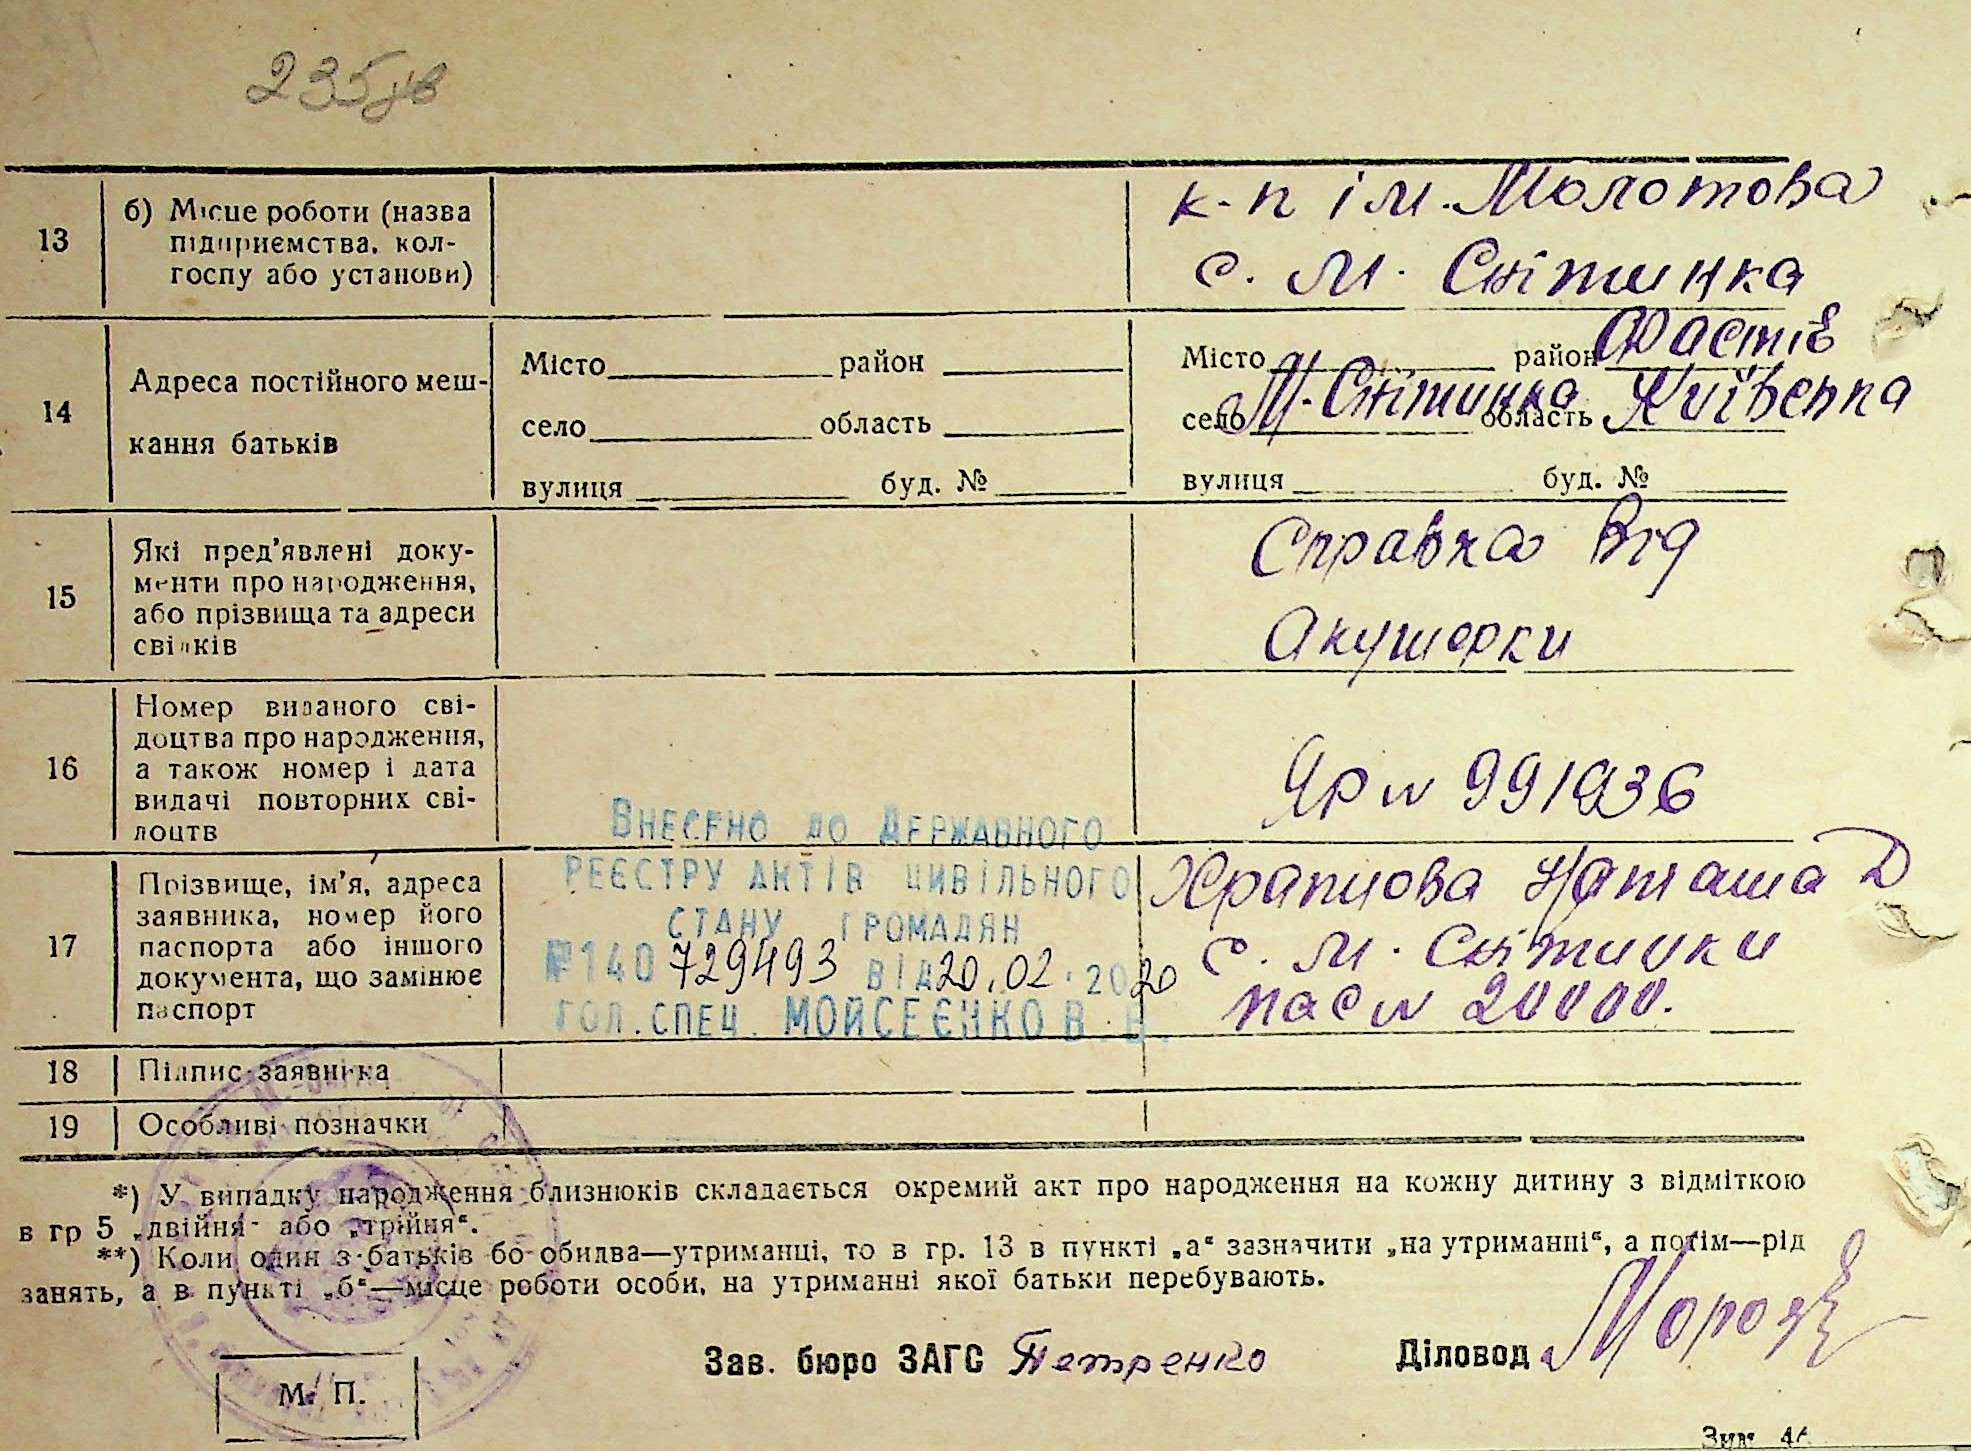 235
13
б) Місце роботи (назва
підприємства, кол-
госпу або установи)
к-п ім. Молотова
с. М. Снітинка
14
Адреса постійного меш-
кання батьків
Місто район
село область
вулиця буд. №
Місто район Фастів
село М-Снітинка область Київська
вулиця буд. №
15
Які пред’явлені доку-
менти про народження,
або прізвища та адреси
свідків
Справка від
Акушерки
16
Номер виданого сві-
доцтва про народження,
а також номер і дата
видачі повторних сві-
доцтв
ЯР № 991936
17
Прізвище, ім’я, адреса
заявника, номер його
паспорта або іншого
документа, що замінює
паспорт
Внесено до Державного
реєстру актів цивільного
стану громадян
№140 729493 від 20.02.2020
гол. спец. Мойсеєнко В.В.
Храпцова Наташа Д
с. М. Снітинки
пас № 20000.
18
Підпис заявника
19
Особливі позначки
*) У випадку народження близнюків складається окремий акт про народження на кожну дитину з відміткою
в гр 5 „двійня“ або „трійня“.
**) Коли один з батьків бо обидва—утриманці, то в гр. 13 в пункті „а“ зазначити „на утриманні“, а потім—рід
занять, а в пункті „б“—місце роботи особи, на утриманні якої батьки перебувають.
Зав. бюро ЗАГС Петренко
Діловод Мороз
М. П.